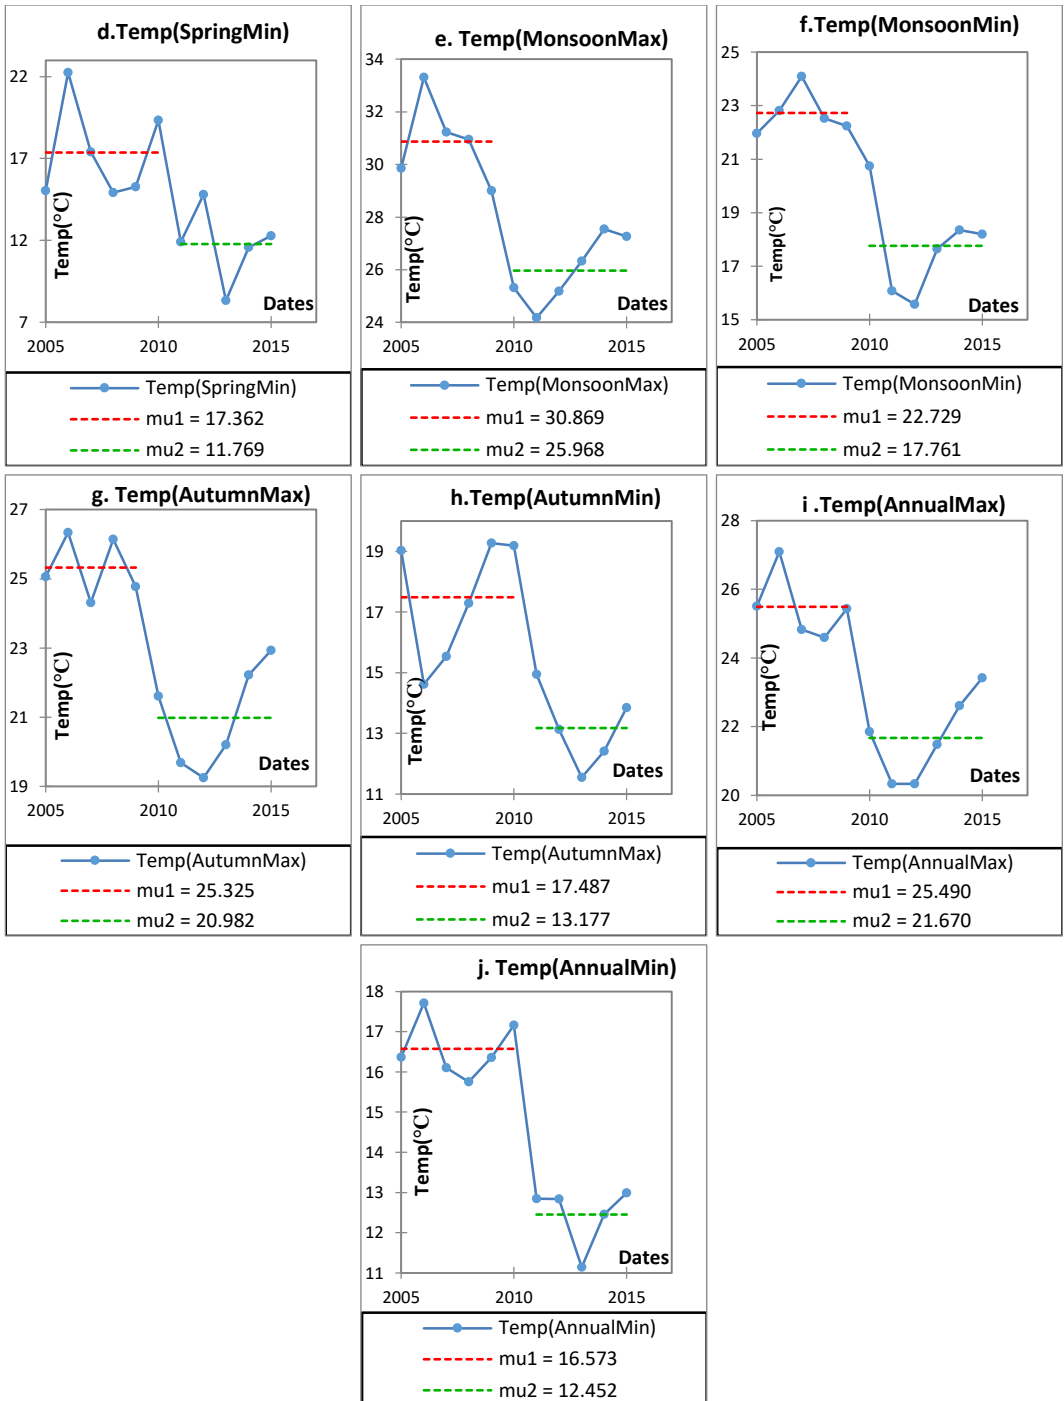 d.Temp(SpringMin)
22
17
12
7
Temp(°C)
Dates
2005 2010 2015
Temp(SpringMin)
mu1 = 17.362
mu2 = 11.769
e. Temp(MonsoonMax)
34
32
30
28
26
24
Temp(°C)
Dates
2005 2010 2015
Temp(MonsoonMax)
mu1 = 30.869
mu2 = 25.968
f.Temp(MonsoonMin)
25
23
21
19
17
15
Temp(°C)
Dates
2005 2010 2015
Temp(MonsoonMin)
mu1 = 22.729
mu2 = 17.761
g. Temp(AutumnMax)
27
25
23
21
19
Temp(°C)
Dates
2005 2010 2015
Temp(AutumnMax)
mu1 = 25.325
mu2 = 20.982
h.Temp(AutumnMin)
19
17
15
13
11
Temp(°C)
Dates
2005 2010 2015
Temp(AutumnMax)
mu1 = 17.487
mu2 = 13.177
i .Temp(AnnualMax)
28
26
24
22
20
Temp(°C)
Dates
2005 2010 2015
Temp(AnnualMax)
mu1 = 25.490
mu2 = 21.670
j. Temp(AnnualMin)
18
17
16
15
14
13
12
11
Temp(°C)
Dates
2005 2010 2015
Temp(AnnualMin)
mu1 = 16.573
mu2 = 12.452